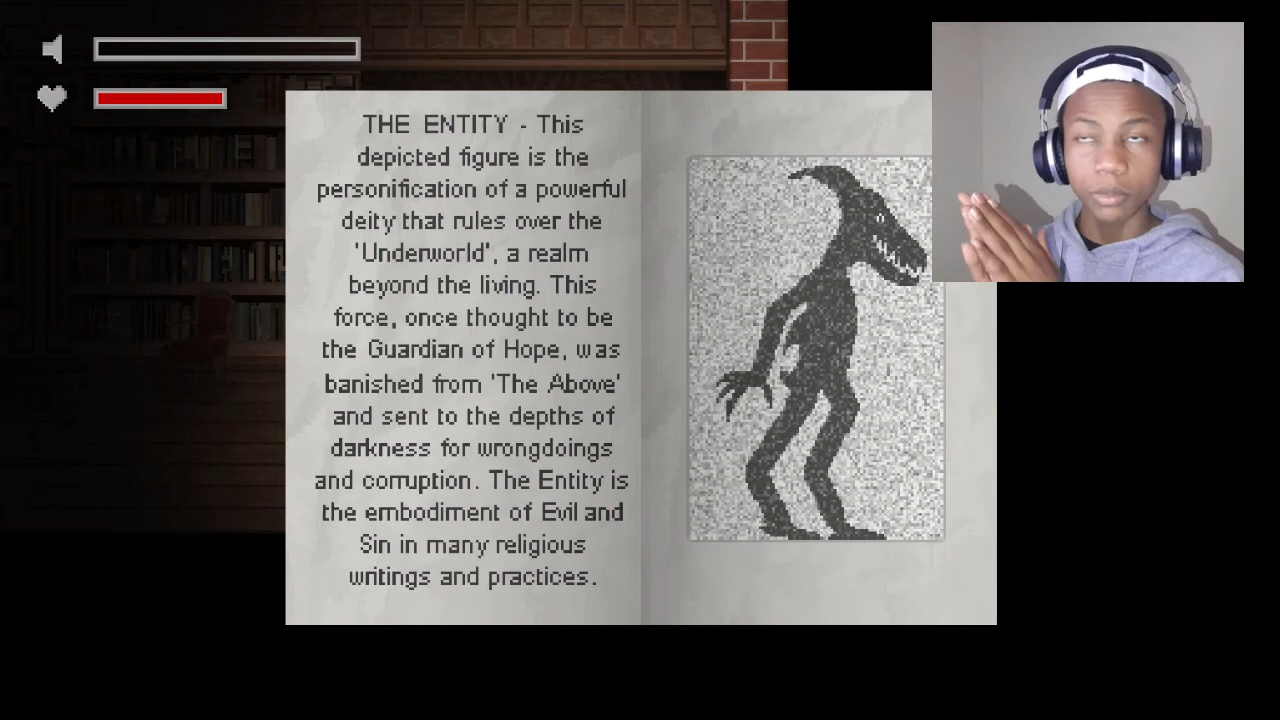 THE ENTITY - This
depicted figure is the
personification of a powerful
deity that rules over the
'Underworld', a realm
beyond the living. This
force, once thought to be
the Guardian of Hope, was
banished from 'The Above'
and sent to the depths of
darkness for wrongdoings
and corruption. The Entity is
the embodiment of Evil and
Sin in many religious
writings and practices.